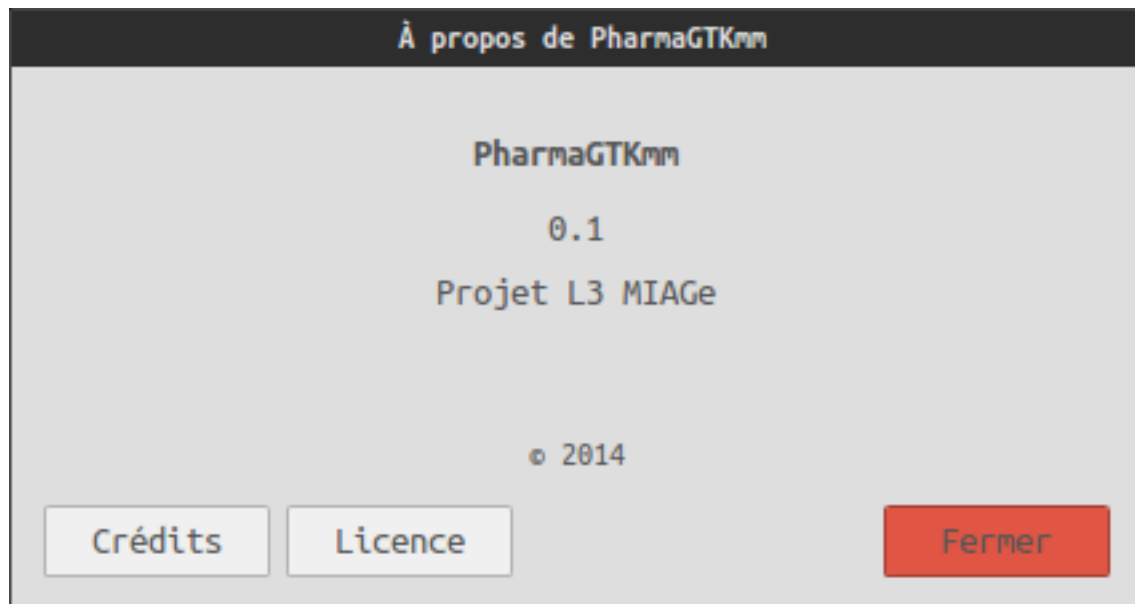 À propos de PharmaGTKmm
PharmaGTKmm
0.1
Projet L3 MIAGe
© 2014
Crédits Licence Fermer